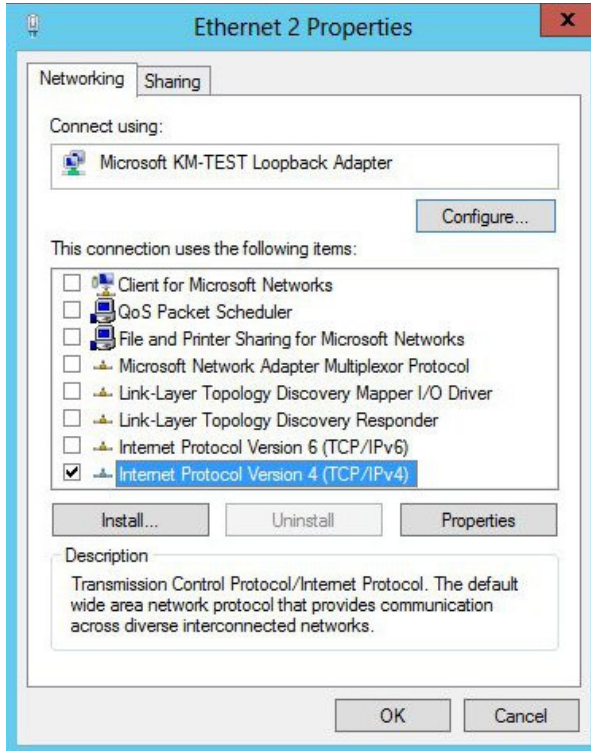 Ethernet 2 Properties
x
Networking
Sharing
Connect using:
Microsoft KM-TEST Loopback Adapter
Configure...
This connection uses the following items:
Client for Microsoft Networks
QoS Packet Scheduler
File and Printer Sharing for Microsoft Networks
Microsoft Network Adapter Multiplexor Protocol
Link-Layer Topology Discovery Mapper I/O Driver
Link-Layer Topology Discovery Responder
Internet Protocol Version 6 (TCP/IPv6)
Internet Protocol Version 4 (TCP/IPv4)
Install...
Uninstall
Properties
Description
Transmission Control Protocol/Internet Protocol. The default
wide area network protocol that provides communication
across diverse interconnected networks.
OK
Cancel